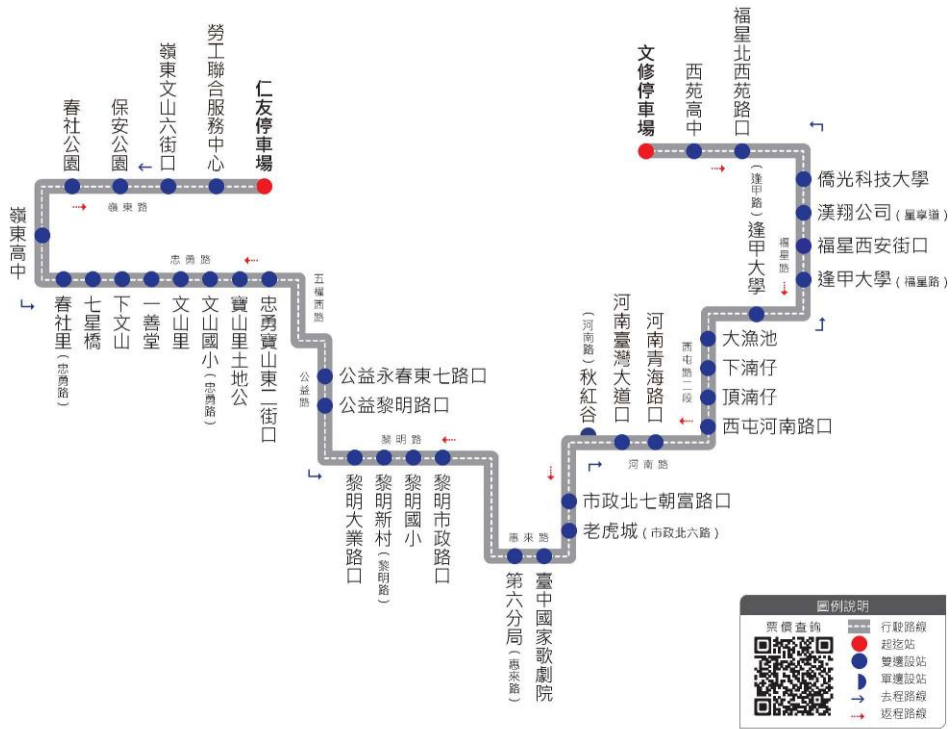 仁友停車場
勞工聯合服務中心
嶺東文山六街口
保安公園
春社公園
嶺東路
嶺東高中
春社里(忠勇路)
七星橋
下文山
一善堂
文山里
文山國小(忠勇路)
寶山里土地公
忠勇寶山東二街口
忠勇路
五權西路
公益路
公益永春東七路口
公益黎明路口
黎明路
黎明大業路口
黎明新村(黎明路)
黎明國小
黎明市政路口
惠來路
第六分局(惠來路)
臺中國家歌劇院
老虎城(市政北六路)
市政北七朝富路口
(河南路)秋紅谷
河南臺灣大道口
河南青海路口
河南路
西屯河南路口
頂湳仔
下湳仔
大漁池
西屯路二段
(逢甲路)逢甲大學
逢甲大學(福星路)
福星西安街口
漢翔公司(星享道)
僑光科技大學
福星路
福星北西苑路口
西苑高中
文修停車場
圖例說明
票價查詢
行駛路線
起迄站
雙邊設站
單邊設站
去程路線
返程路線